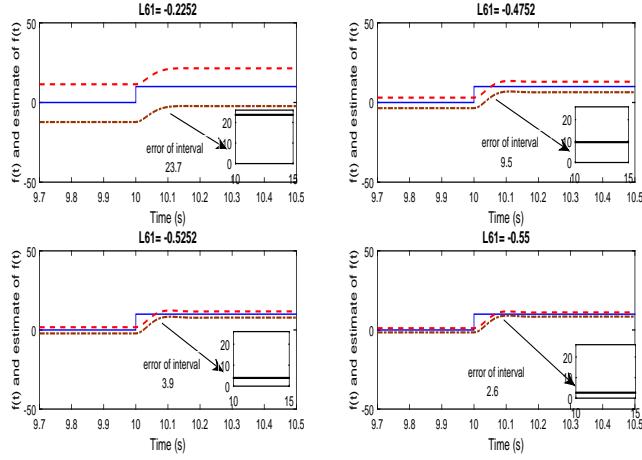 L61= -0.2252
f(t) and estimate of f(t)
50
0
-50
error of interval
23.7
20
10
0
10 15
9.7 9.8 9.9 10 10.1 10.2 10.3 10.4 10.5
Time (s)
L61= -0.4752
f(t) and estimate of f(t)
50
0
-50
error of interval
9.5
20
10
0
10 15
9.7 9.8 9.9 10 10.1 10.2 10.3 10.4 10.5
Time (s)
L61= -0.5252
f(t) and estimate of f(t)
50
0
-50
error of interval
3.9
20
10
0
10 15
9.7 9.8 9.9 10 10.1 10.2 10.3 10.4 10.5
Time (s)
L61= -0.55
f(t) and estimate of f(t)
50
0
-50
error of interval
2.6
20
10
0
10 15
9.7 9.8 9.9 10 10.1 10.2 10.3 10.4 10.5
Time (s)